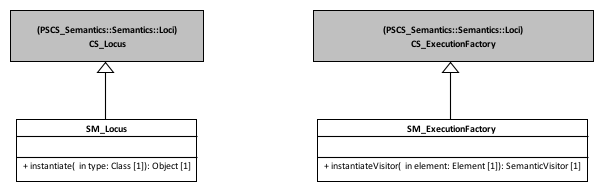 (PSCS_Semantics::Semantics::Loci)
CS_Locus
(PSCS_Semantics::Semantics::Loci)
CS_ExecutionFactory
SM_Locus
+ instantiate( in type: Class [1]): Object [1]
SM_ExecutionFactory
+ instantiateVisitor( in element: Element [1]): SemanticVisitor [1]